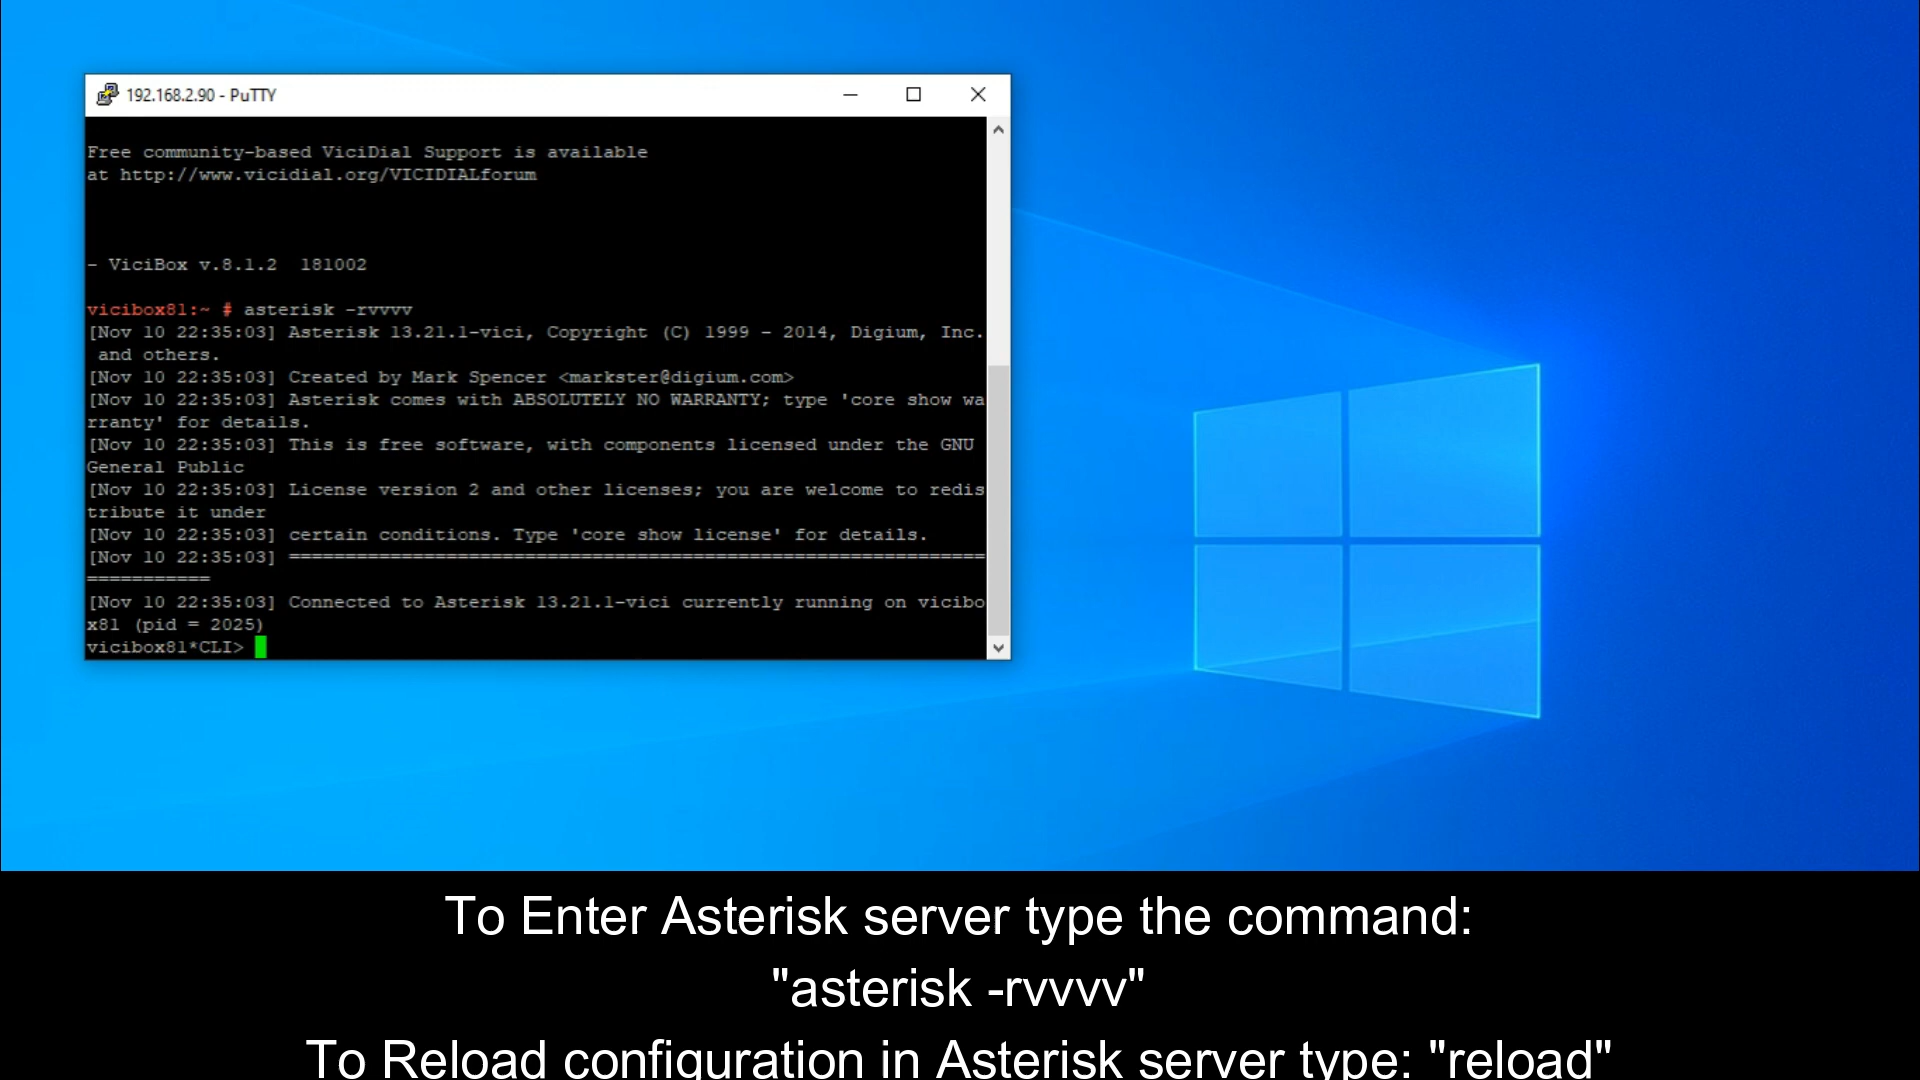 192.168.2.90 - PuTTY
Free community-based ViciDial Support is available
at http://www.vicidial.org/VICIDIALforum
- ViciBox v.8.1.2  181002
vicibox81:~ # asterisk -rvvvv
[Nov 10 22:35:03] Asterisk 13.21.1-vici, Copyright (C) 1999 - 2014, Digium, Inc.
 and others.
[Nov 10 22:35:03] Created by Mark Spencer <markster@digium.com>
[Nov 10 22:35:03] Asterisk comes with ABSOLUTELY NO WARRANTY; type 'core show wa
rranty' for details.
[Nov 10 22:35:03] This is free software, with components licensed under the GNU
General Public
[Nov 10 22:35:03] License version 2 and other licenses; you are welcome to redis
tribute it under
[Nov 10 22:35:03] certain conditions. Type 'core show license' for details.
[Nov 10 22:35:03] ==============================================================
===========
[Nov 10 22:35:03] Connected to Asterisk 13.21.1-vici currently running on vicibo
x81 (pid = 2025)
vicibox81*CLI>
To Enter Asterisk server type the command:
"asterisk -rvvvv"
To Reload configuration in Asterisk server type: "reload"